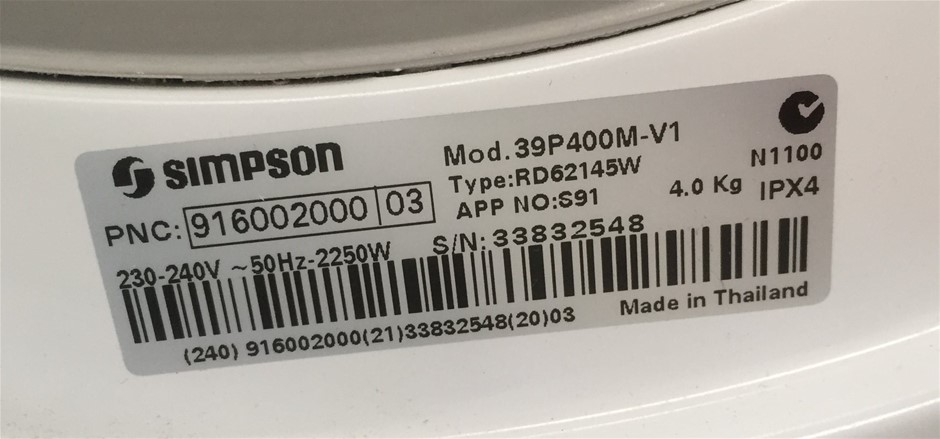 SIMPSON
Mod.39P400M-V1
Type:RD62145W
N1100
PNC: 916002000 03
APP NO:S91
4.0 Kg
IPX4
230-240V ~50Hz-2250W
S/N:33832548
(240) 916002000(21)33832548(20)03
Made in Thailand